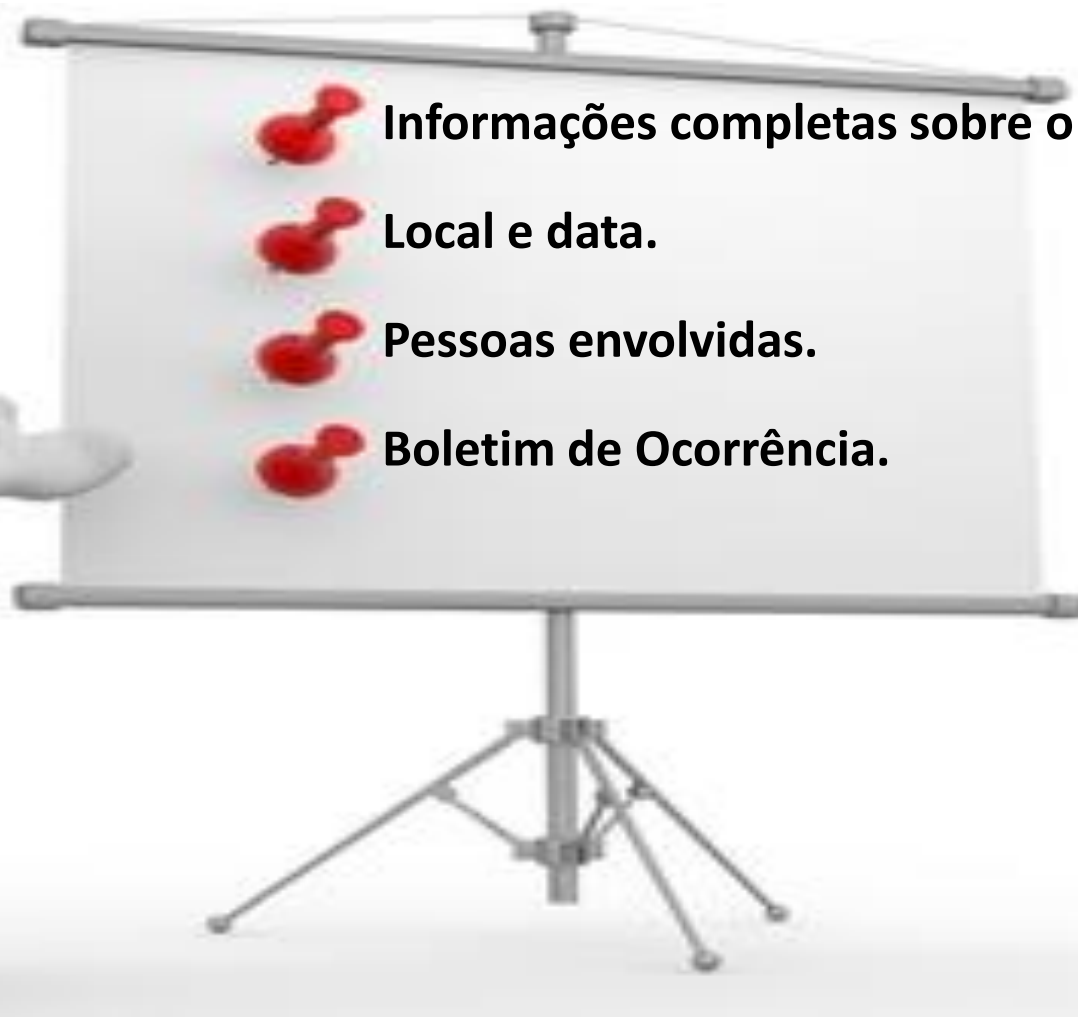 Informações completas sobre o
Local e data.
Pessoas envolvidas.
Boletim de Ocorrência.